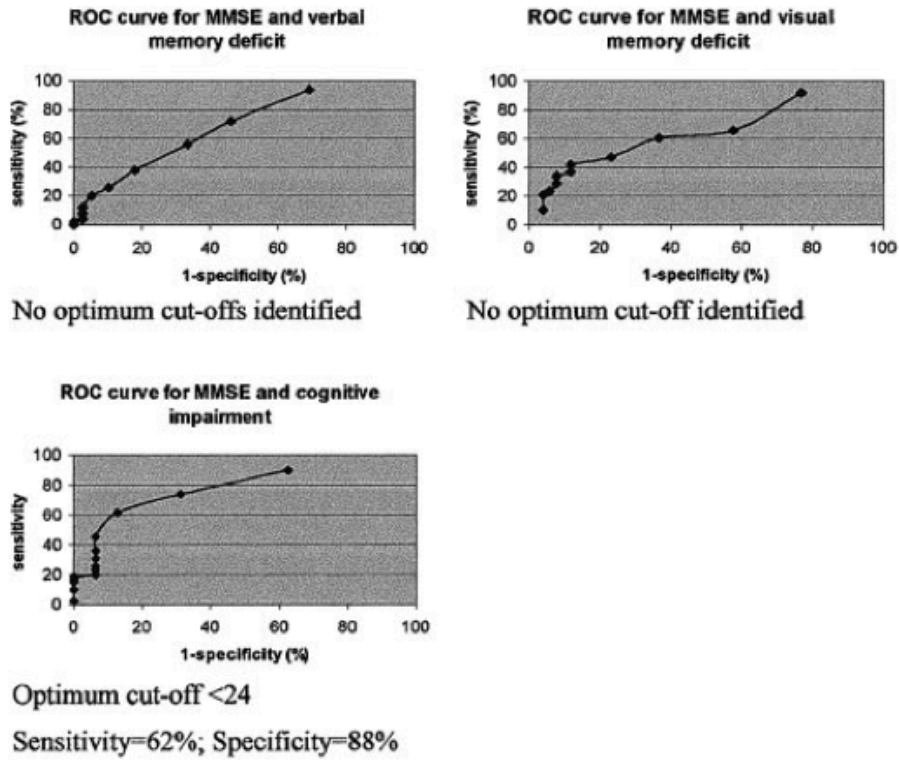 ROC curve for MMSE and verbal
memory deficit
100
80
60
40
20
0
sensitivity (%)
0 20 40 60 80 100
1-specificity (%)
No optimum cut-offs identified
ROC curve for MMSE and visual
memory deficit
100
80
60
40
20
0
sensitivity (%)
0 20 40 60 80 100
1-specificity (%)
No optimum cut-off identified
ROC curve for MMSE and cognitive
impairment
100
80
60
40
20
0
sensitivity
0 20 40 60 80 100
1-specificity (%)
Optimum cut-off <24
Sensitivity=62%; Specificity=88%